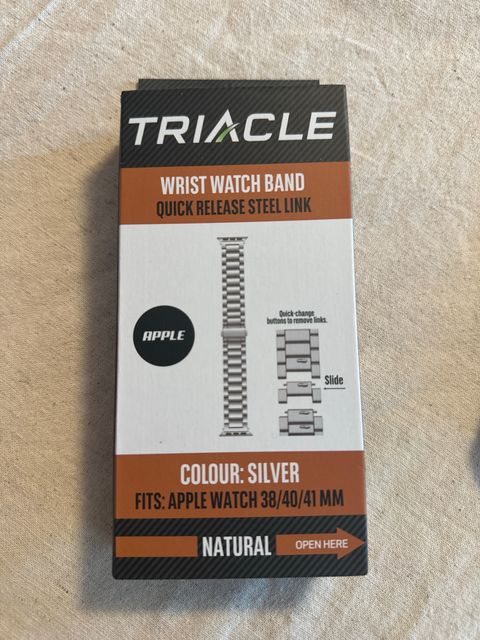 TRIACLE
WRIST WATCH BAND
QUICK RELEASE STEEL LINK
APPLE
Quick-change
buttons to remove links.
Slide
COLOUR: SILVER
FITS: APPLE WATCH 38/40/41 MM
NATURAL
OPEN HERE